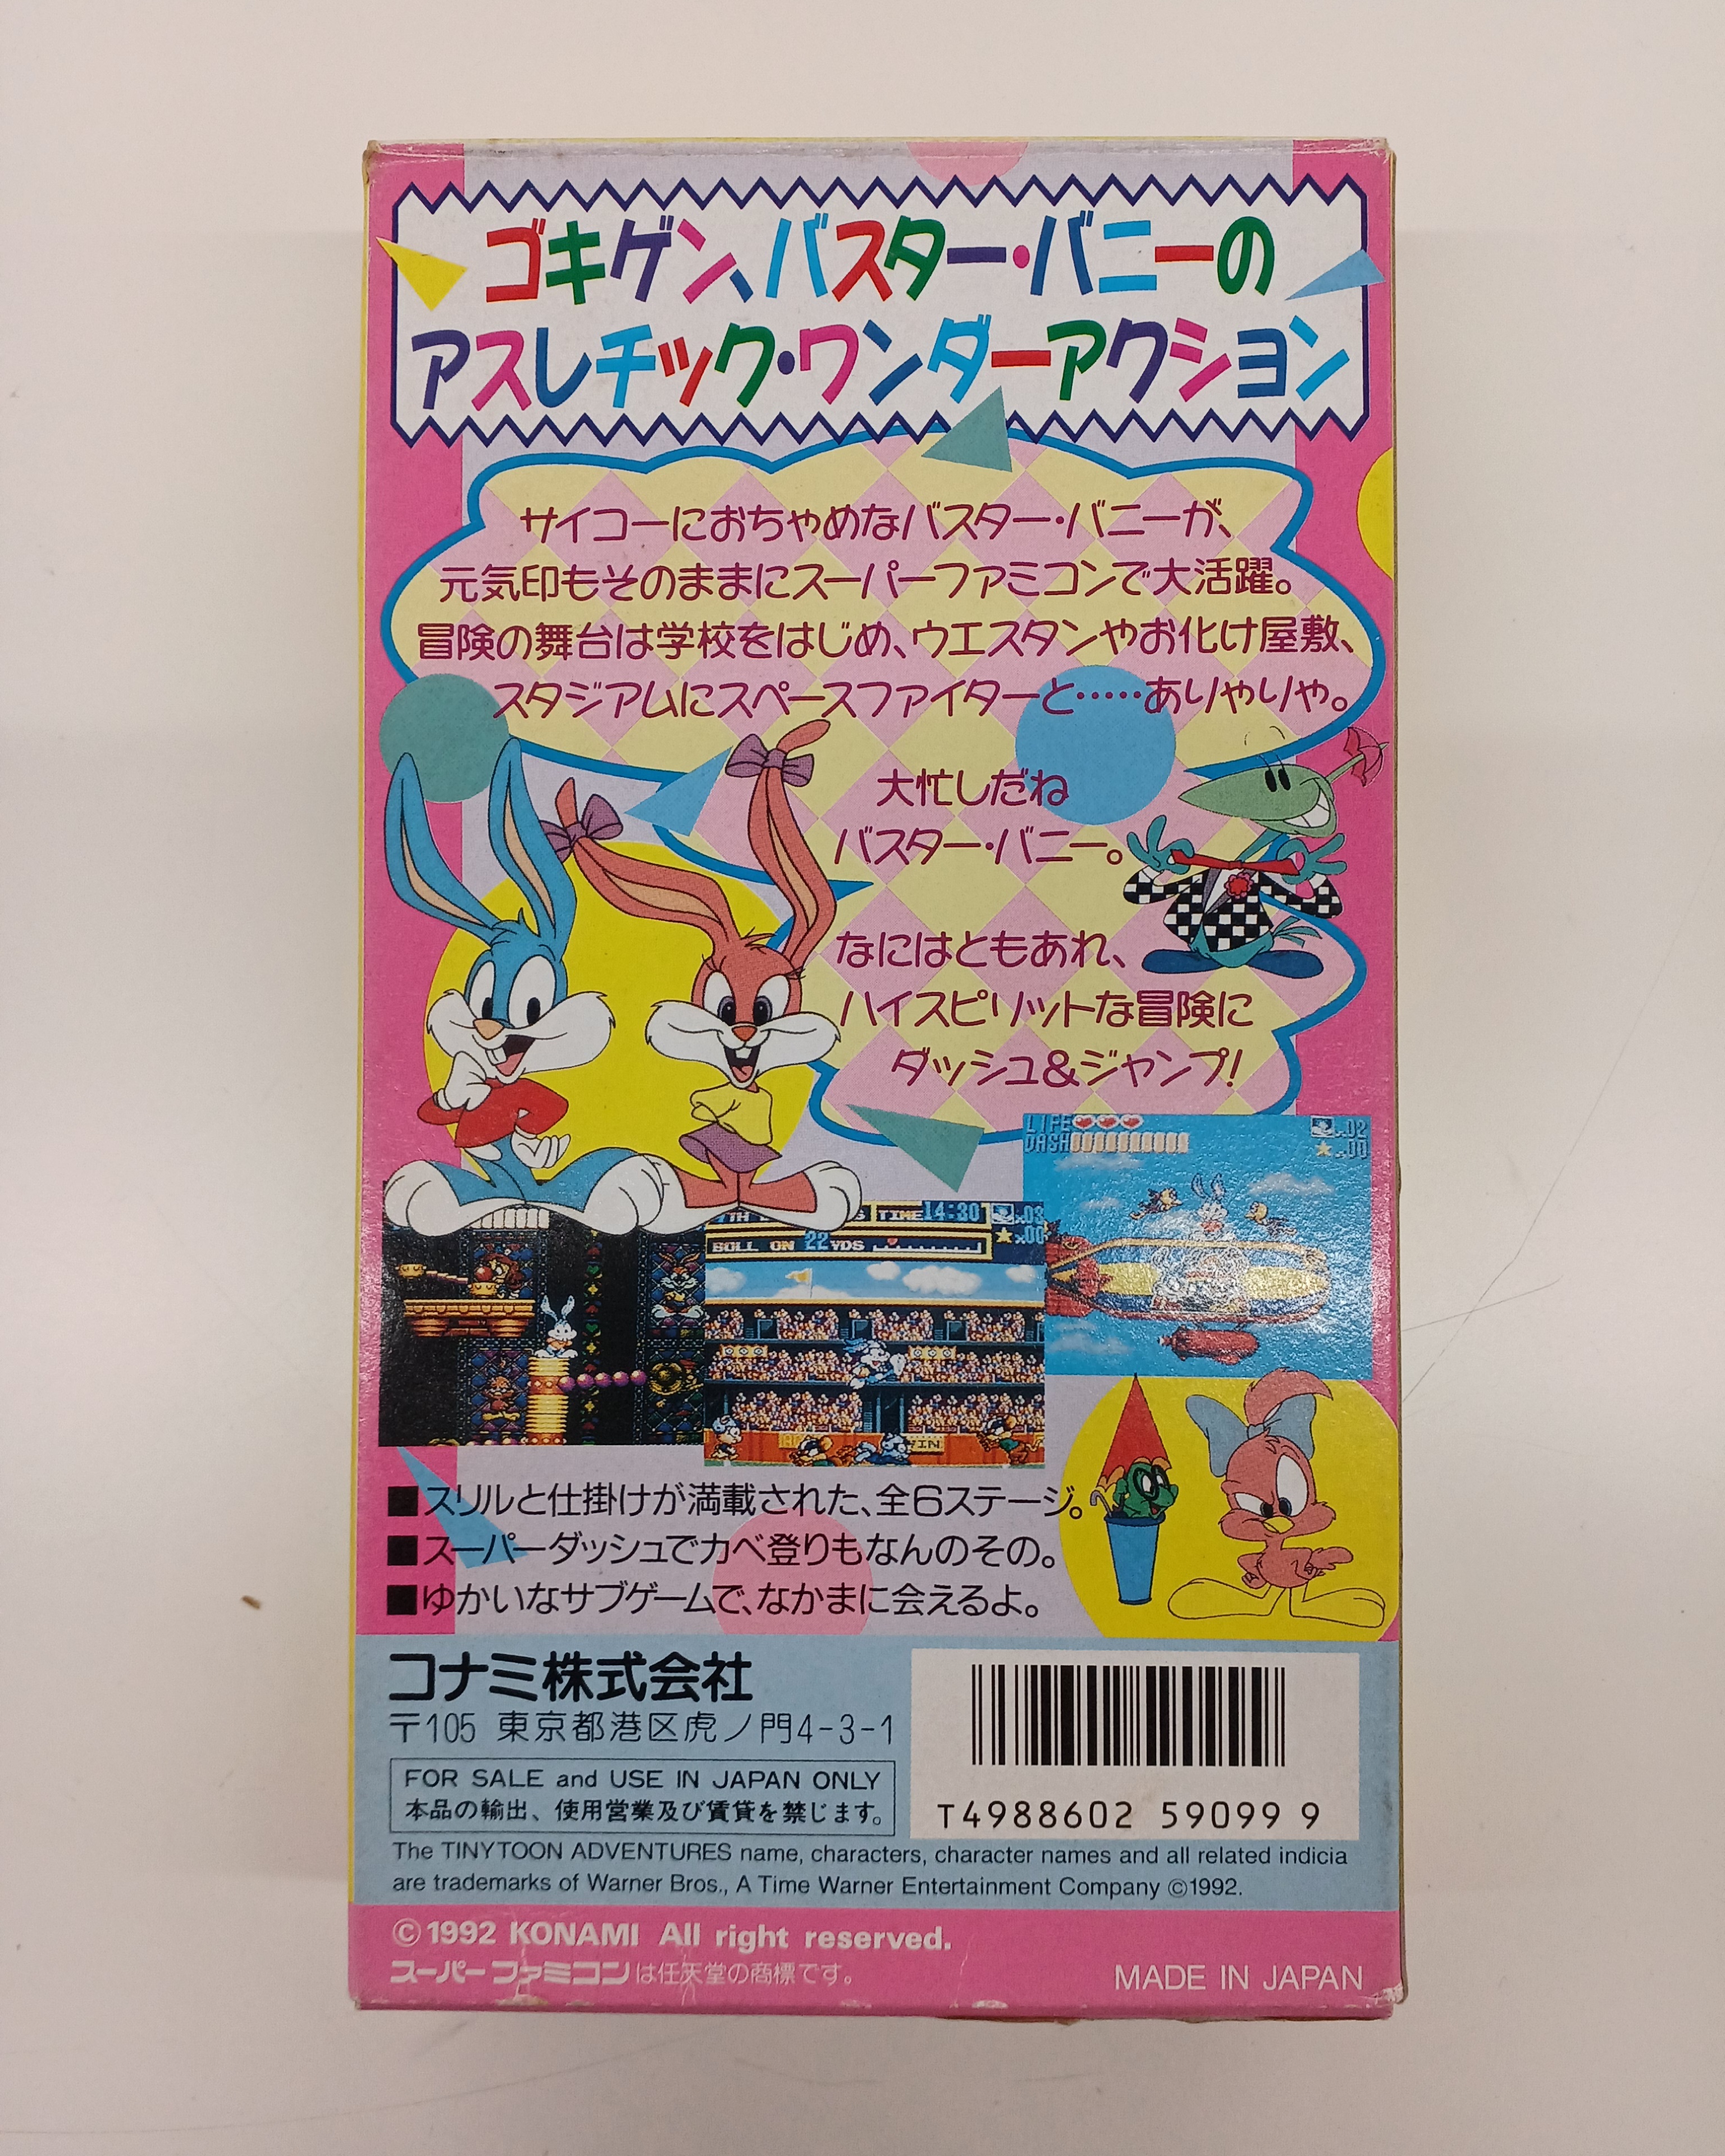 ゴキゲン、バスター・バニーの
アスレチック・ワンダーアクション
サイコーにおちゃめなバスター・バニーが、
元気印もそのままにスーパーファミコンで大活躍。
冒険の舞台は学校をはじめ、ウエスタンやお化け屋敷、
スタジアムにスペースファイターと……ありゃりゃ。
大忙しだね
バスター・バニー。
なにはともあれ、
ハイスピリットな冒険に
ダッシュ&ジャンプ!
LIFE
DASH
x02
x00
TIME 14:30
x03
x00
BALL ON 22 YDS
■スリルと仕掛けが満載された、全6ステージ。
■スーパーダッシュでカベ登りもなんのその。
■ゆかいなサブゲームで、なかまに会えるよ。
コナミ株式会社
〒105 東京都港区虎ノ門4-3-1
FOR SALE and USE IN JAPAN ONLY
本品の輸出、使用営業及び賃貸を禁じます。
T4988602 59099 9
The TINYTOON ADVENTURES name, characters, character names and all related indicia
are trademarks of Warner Bros., A Time Warner Entertainment Company ©1992.
©1992 KONAMI All right reserved.
スーパーファミコンは任天堂の商標です。
MADE IN JAPAN